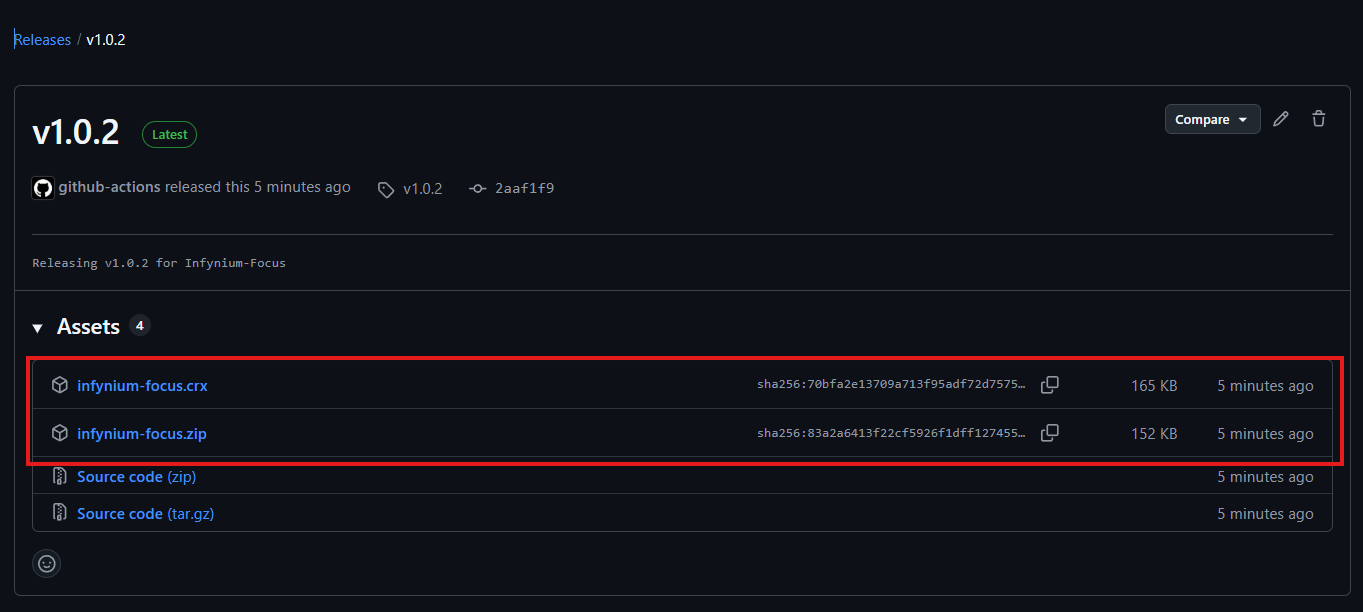 Releases / v1.0.2
v1.0.2 Latest
Compare
github-actions released this 5 minutes ago v1.0.2 2aaf1f9
Releasing v1.0.2 for Infynium-Focus
Assets 4
infynium-focus.crx sha256:70bfa2e13709a713f95adf72d7575… 165 KB 5 minutes ago
infynium-focus.zip sha256:83a2a6413f22cf5926f1dff127455… 152 KB 5 minutes ago
Source code (zip) 5 minutes ago
Source code (tar.gz) 5 minutes ago